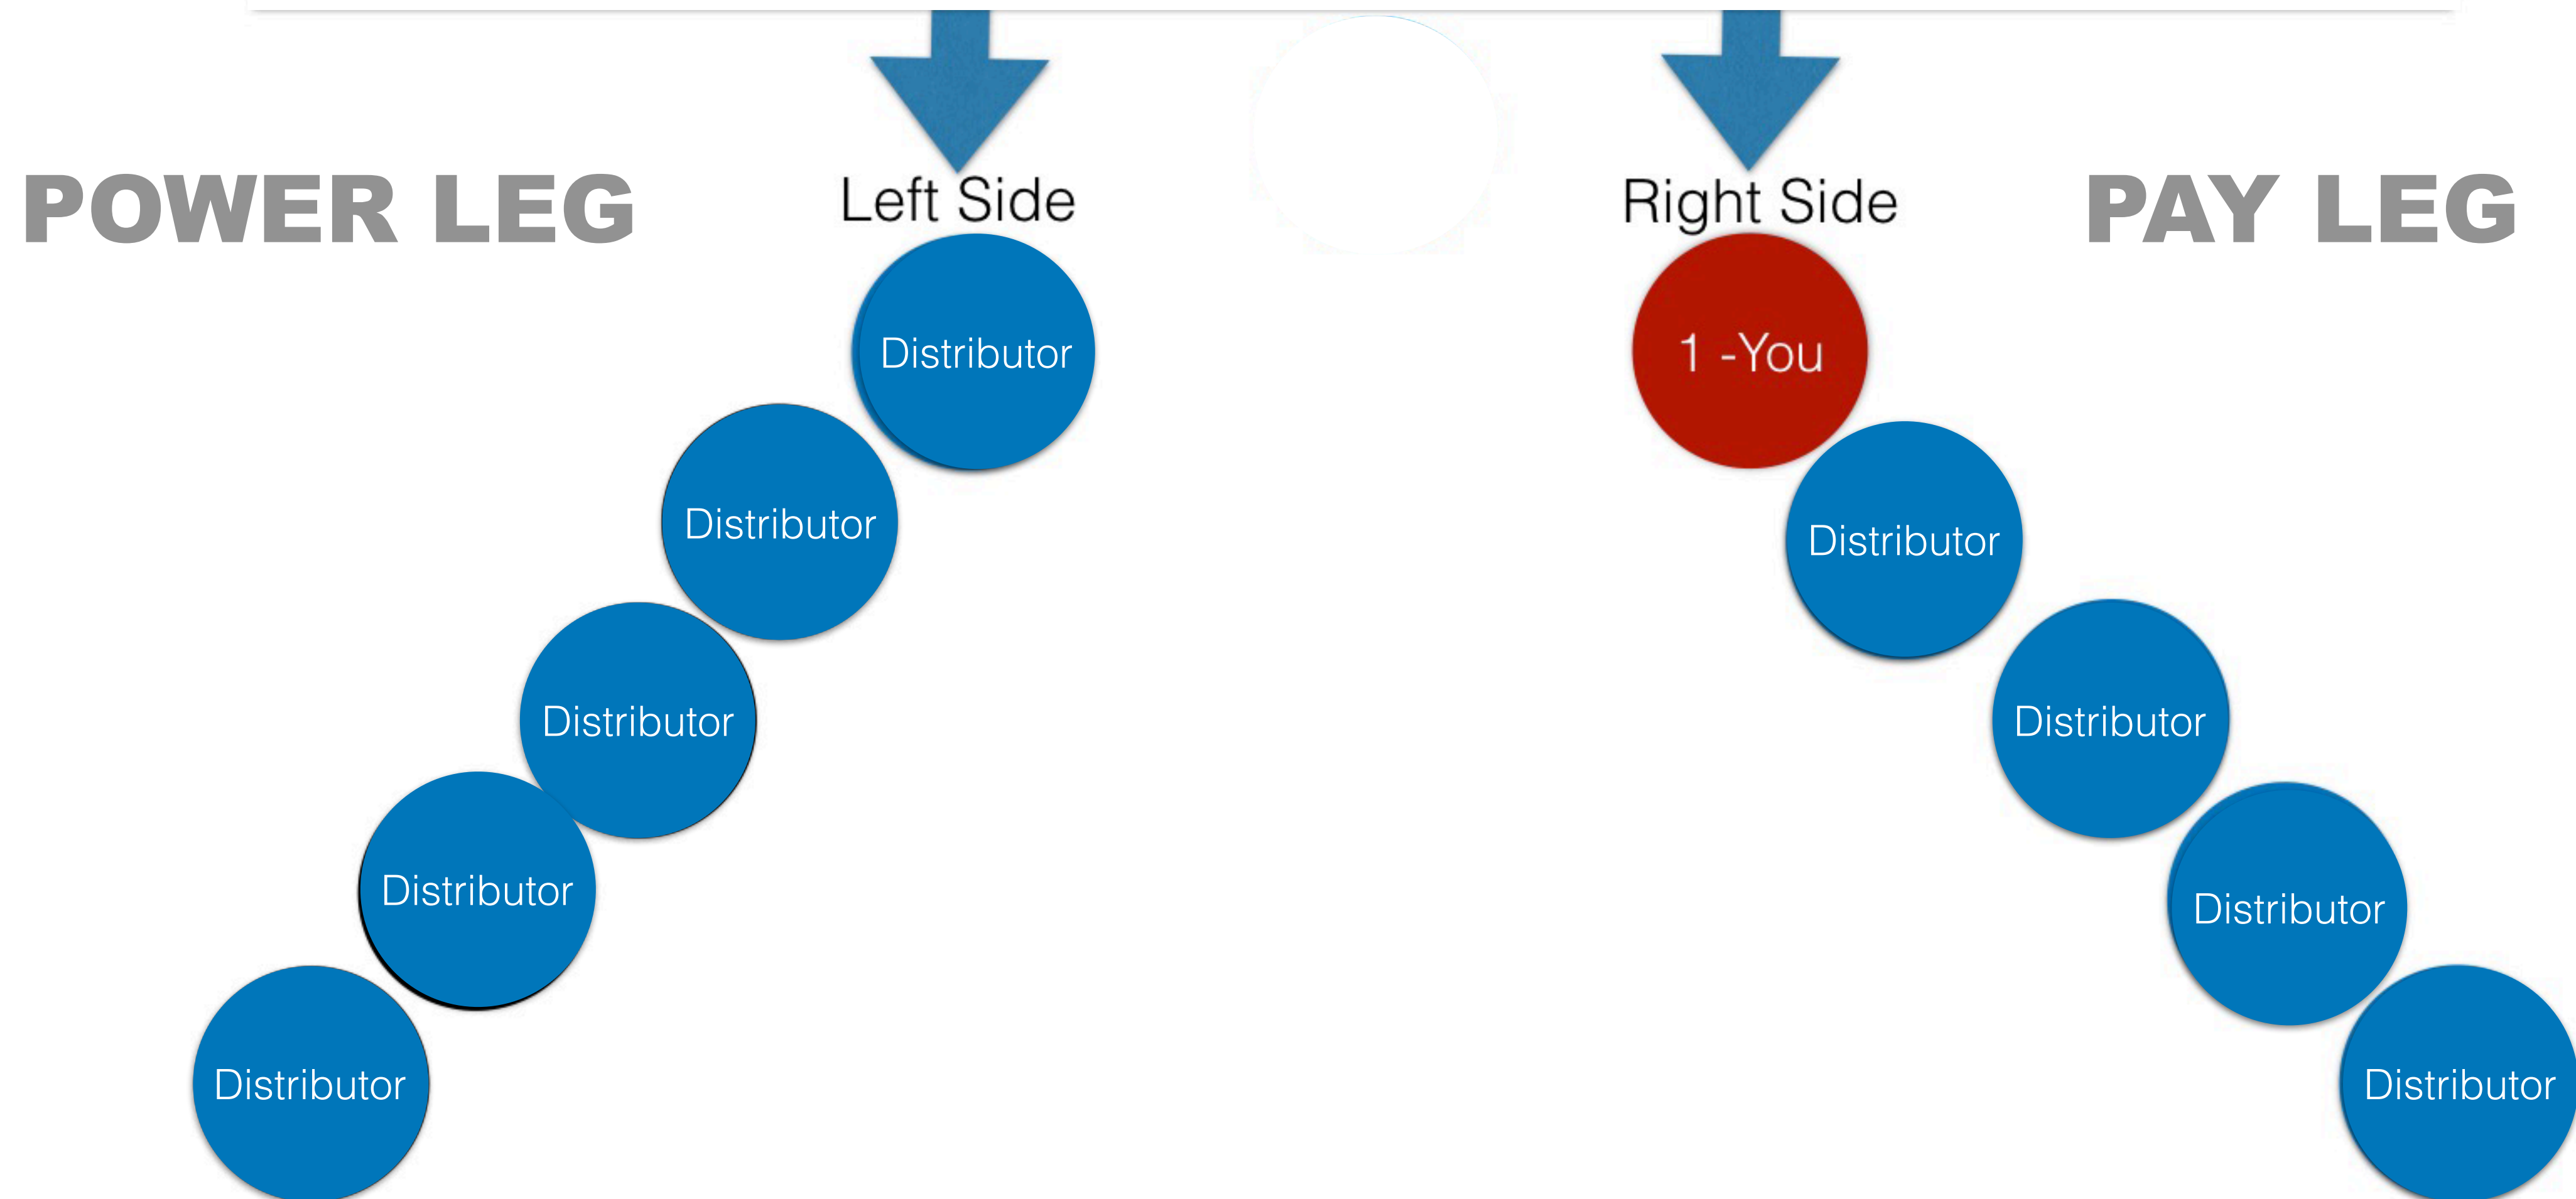 POWER LEG
Left Side
Right Side
PAY LEG
Distributor
1 -You
Distributor
Distributor
Distributor
Distributor
Distributor
Distributor
Distributor
Distributor